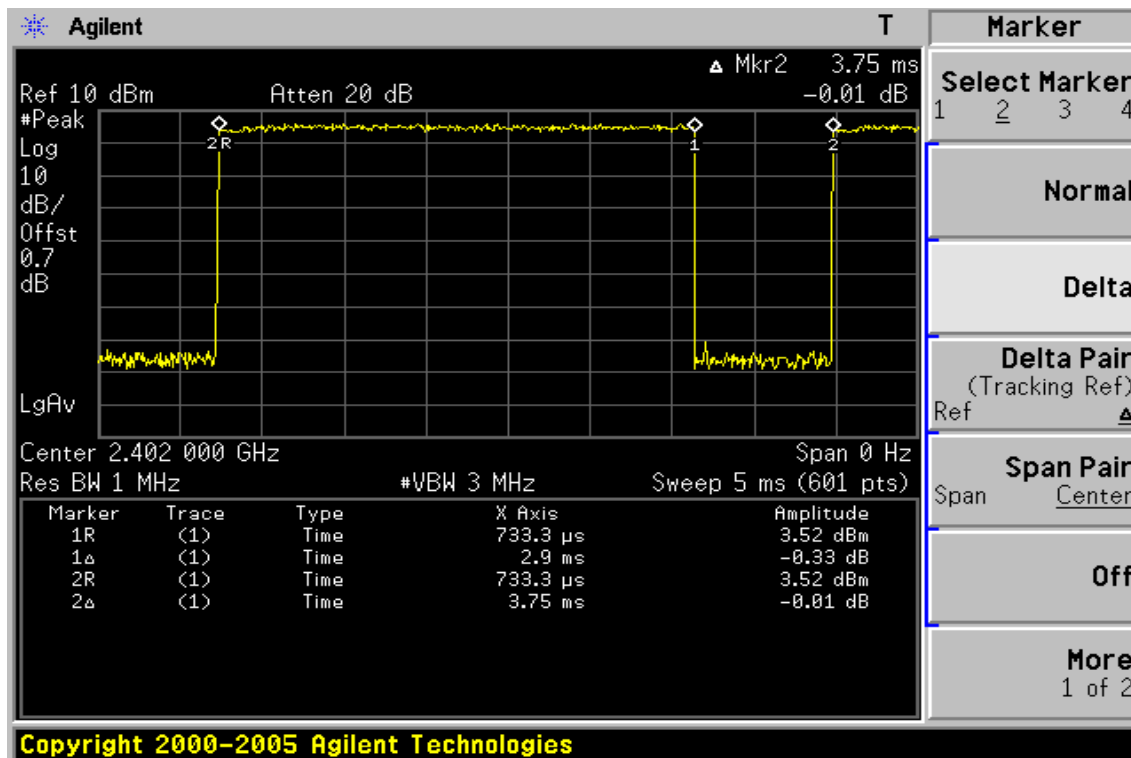 Agilent T
Δ Mkr2 3.75 ms
Ref 10 dBm Atten 20 dB -0.01 dB
#Peak
Log
10
dB/
Offst
0.7
dB
LgAv
2R
1
2
Center 2.402 000 GHz Span 0 Hz
Res BW 1 MHz #VBW 3 MHz Sweep 5 ms (601 pts)
Marker Trace Type X Axis Amplitude
1R (1) Time 733.3 µs 3.52 dBm
1Δ (1) Time 2.9 ms -0.33 dB
2R (1) Time 733.3 µs 3.52 dBm
2Δ (1) Time 3.75 ms -0.01 dB
Copyright 2000-2005 Agilent Technologies
Marker
Select Marker
1 2 3 4
Normal
Delta
Delta Pair
(Tracking Ref)
Ref Δ
Span Pair
Span Center
Off
More
1 of 2